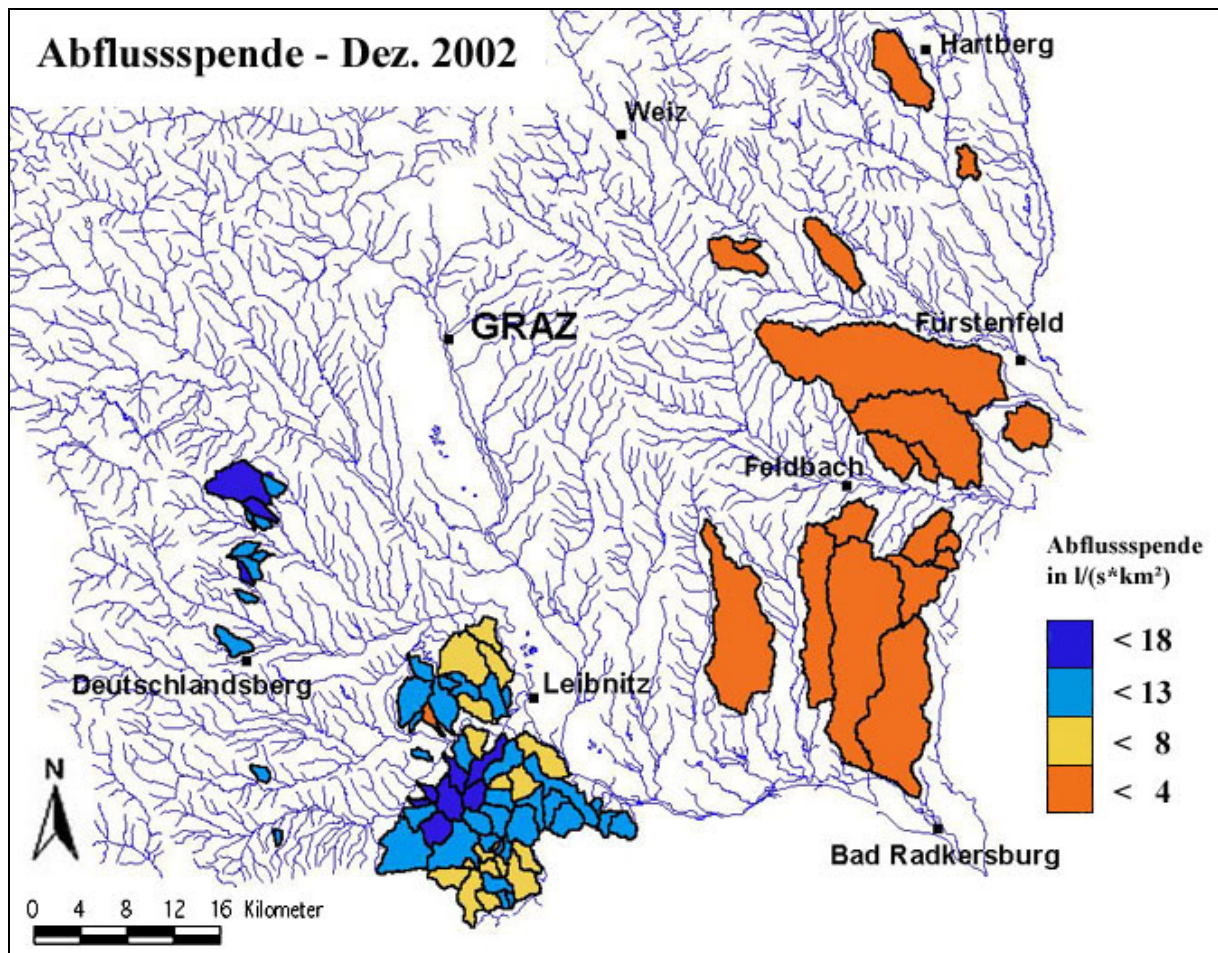 Abflussspende - Dez. 2002
Hartberg
Weiz
GRAZ
Fürstenfeld
Feldbach
Abflussspende
in l/(s*km²)
< 18
< 13
< 8
< 4
Deutschlandsberg
Leibnitz
N
Bad Radkersburg
0 4 8 12 16 Kilometer